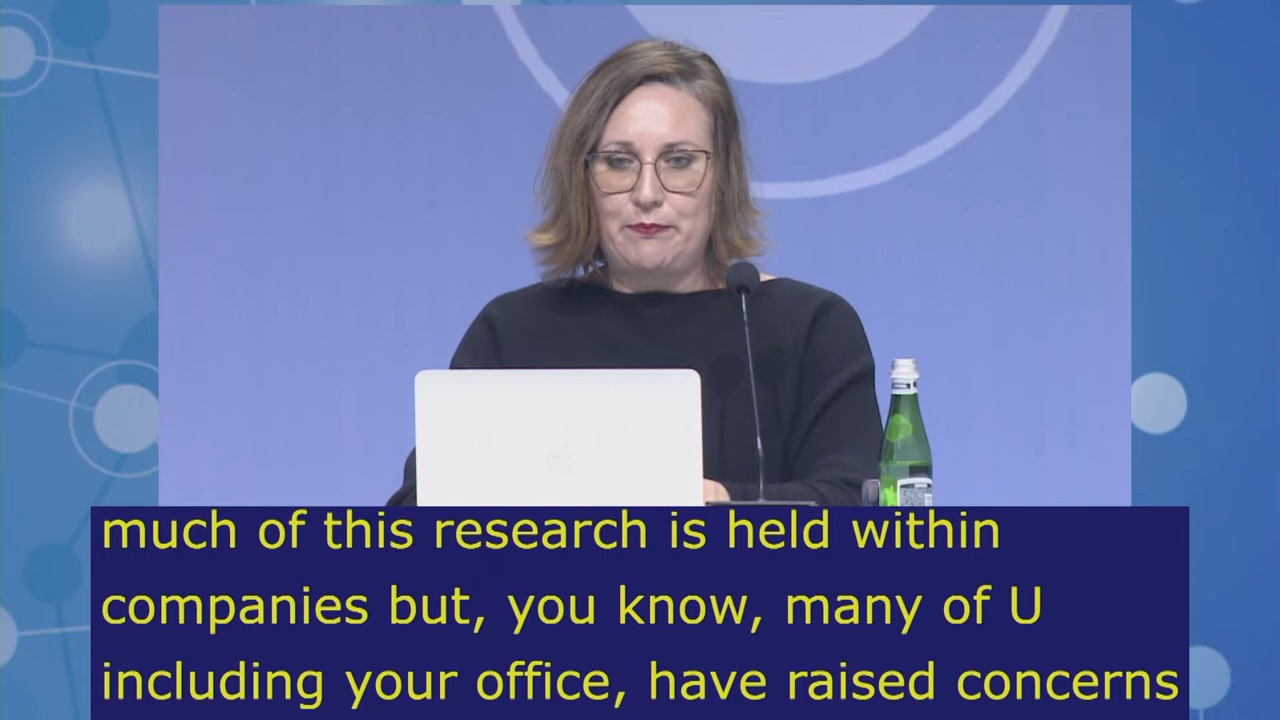 much of this research is held within
companies but, you know, many of U
including your office, have raised concerns